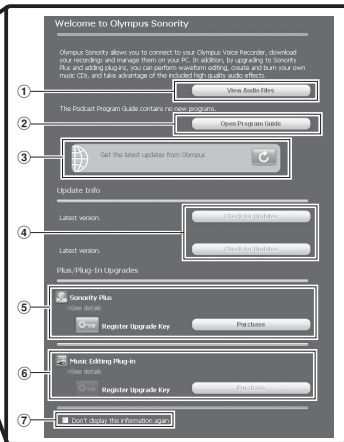 Welcome to Olympus Sonority
Olympus Sonority allows you to connect to your Olympus Voice Recorder, download
your recordings and manage them on your PC. In addition, by upgrading to Sonority
Plus and adding plug-ins, you can perform waveform editing, create and burn your own
music CDs, and take advantage of the included high quality audio effects.
① View Audio Files
The Podcast Program Guide contains no new programs.
② Open Program Guide
③ Get the latest updates from Olympus
Update Info
Latest version. Check for Updates
④
Latest version. Check for Updates
Plus/Plug-In Upgrades
⑤ Sonority Plus
>See details
Register Upgrade Key Purchase
⑥ Music Editing Plug-in
>See details
Register Upgrade Key Purchase
⑦ Don't display this information again